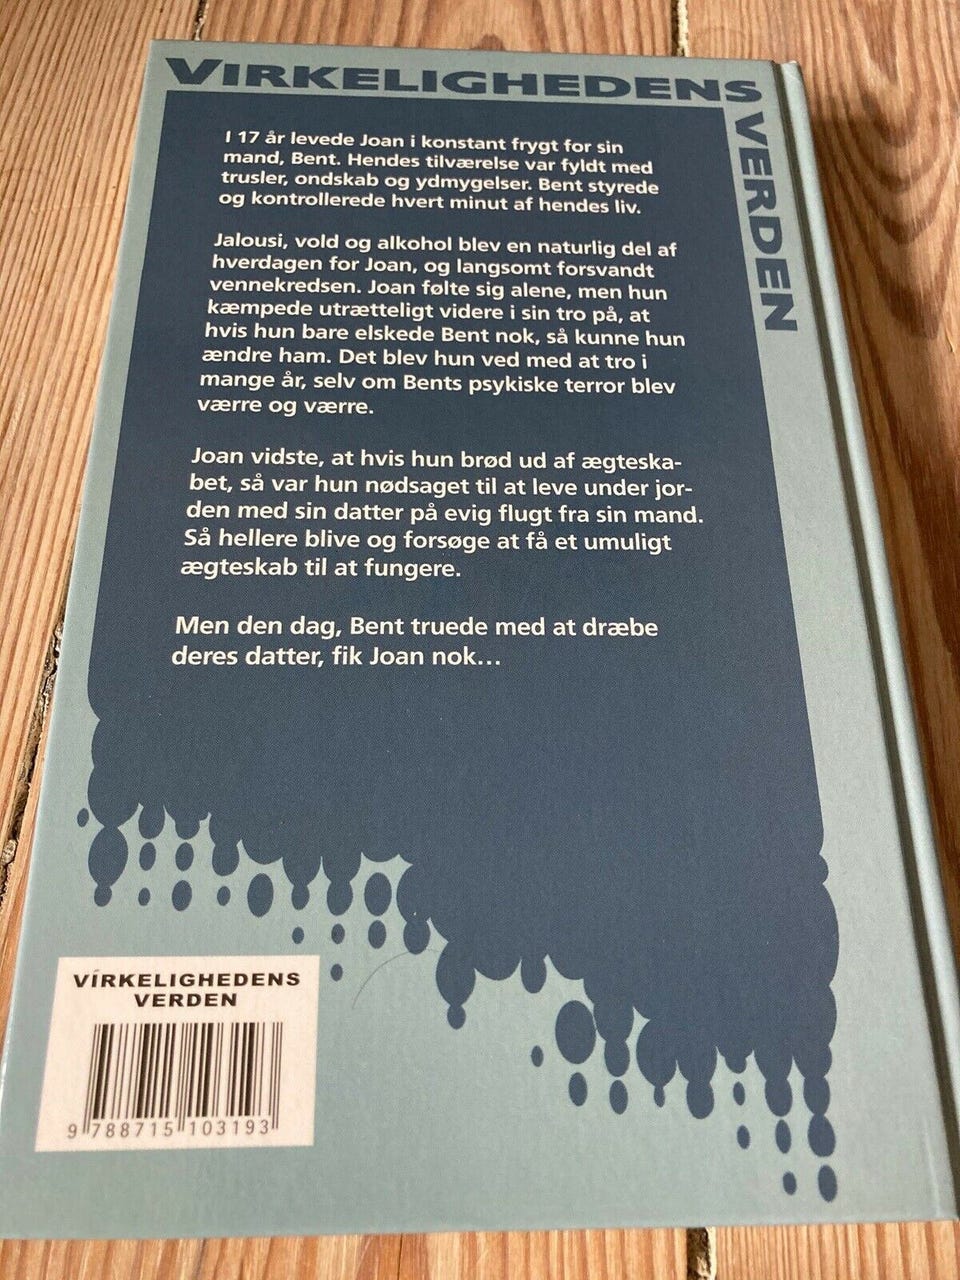 VIRKELIGHEDENS
VERDEN
I 17 år levede Joan i konstant frygt for sin
mand, Bent. Hendes tilværelse var fyldt med
trusler, ondskab og ydmygelser. Bent styrede
og kontrollerede hvert minut af hendes liv.
Jalousi, vold og alkohol blev en naturlig del af
hverdagen for Joan, og langsomt forsvandt
vennekredsen. Joan følte sig alene, men hun
kæmpede utrætteligt videre i sin tro på, at
hvis hun bare elskede Bent nok, så kunne hun
ændre ham. Det blev hun ved med at tro i
mange år, selv om Bents psykiske terror blev
værre og værre.
Joan vidste, at hvis hun brød ud af ægteska-
bet, så var hun nødsaget til at leve under jor-
den med sin datter på evig flugt fra sin mand.
Så hellere blive og forsøge at få et umuligt
ægteskab til at fungere.
Men den dag, Bent truede med at dræbe
deres datter, fik Joan nok...
VIRKELIGHEDENS
VERDEN
9 788715 103193